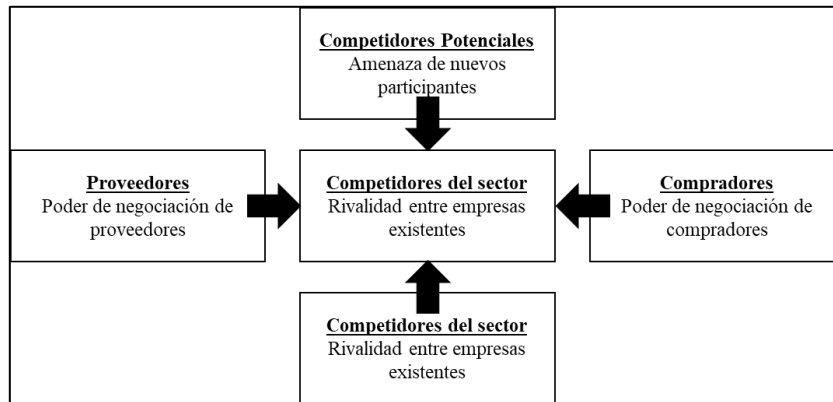 Competidores Potenciales
Amenaza de nuevos
participantes
Proveedores
Poder de negociación de
proveedores
Competidores del sector
Rivalidad entre empresas
existentes
Compradores
Poder de negociación de
compradores
Competidores del sector
Rivalidad entre empresas
existentes